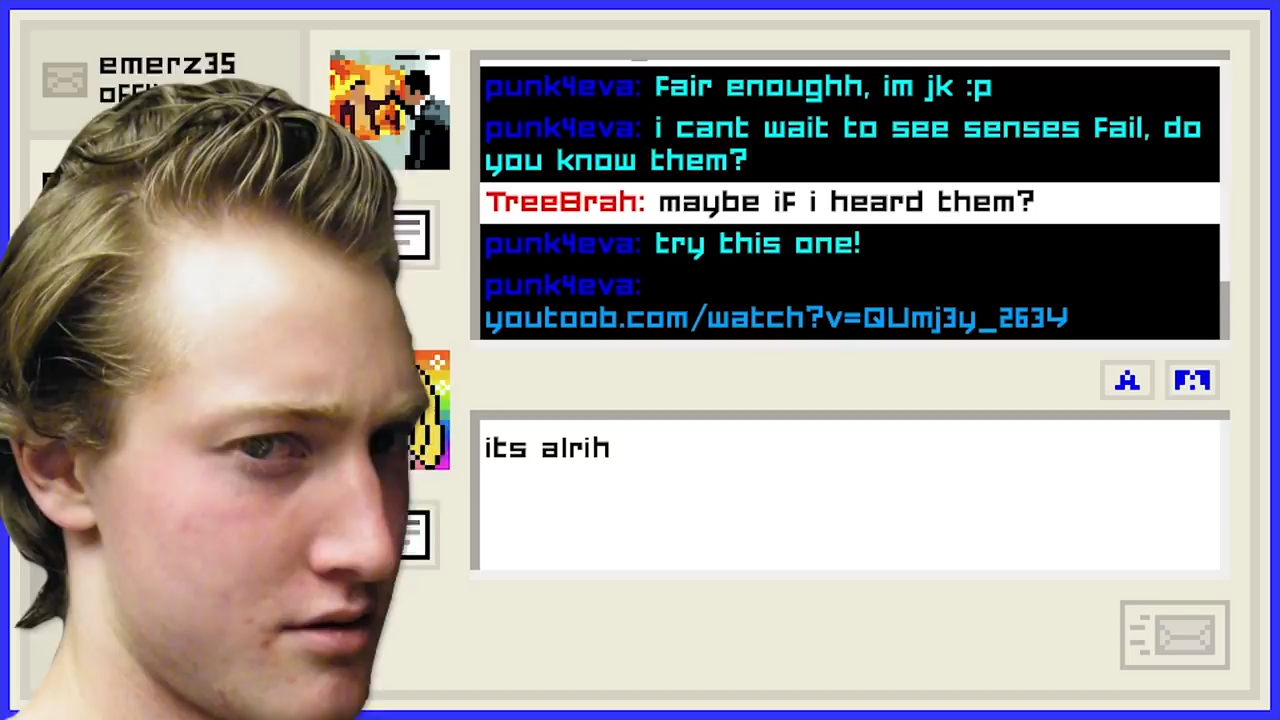 emerz35
punk4eva: Fair enoughh, im jk :p
punk4eva: i cant wait to see senses Fail, do
you know them?
TreeBrah: maybe if i heard them?
punk4eva: try this one!
punk4eva:
youtoob.com/watch?v=QUmj3y_2634
A
its alrih